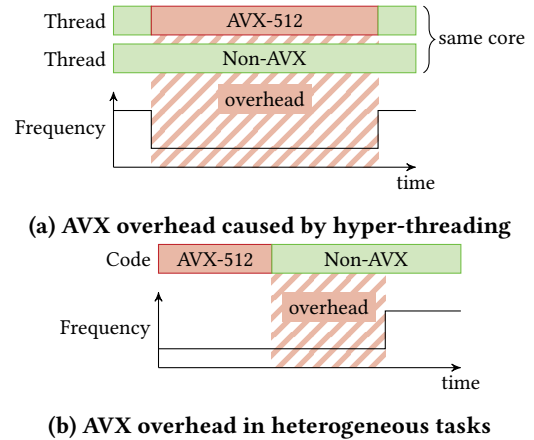 Thread AVX-512
same core
Thread Non-AVX
overhead
Frequency
time
(a) AVX overhead caused by hyper-threading
Code AVX-512 Non-AVX
overhead
Frequency
time
(b) AVX overhead in heterogeneous tasks